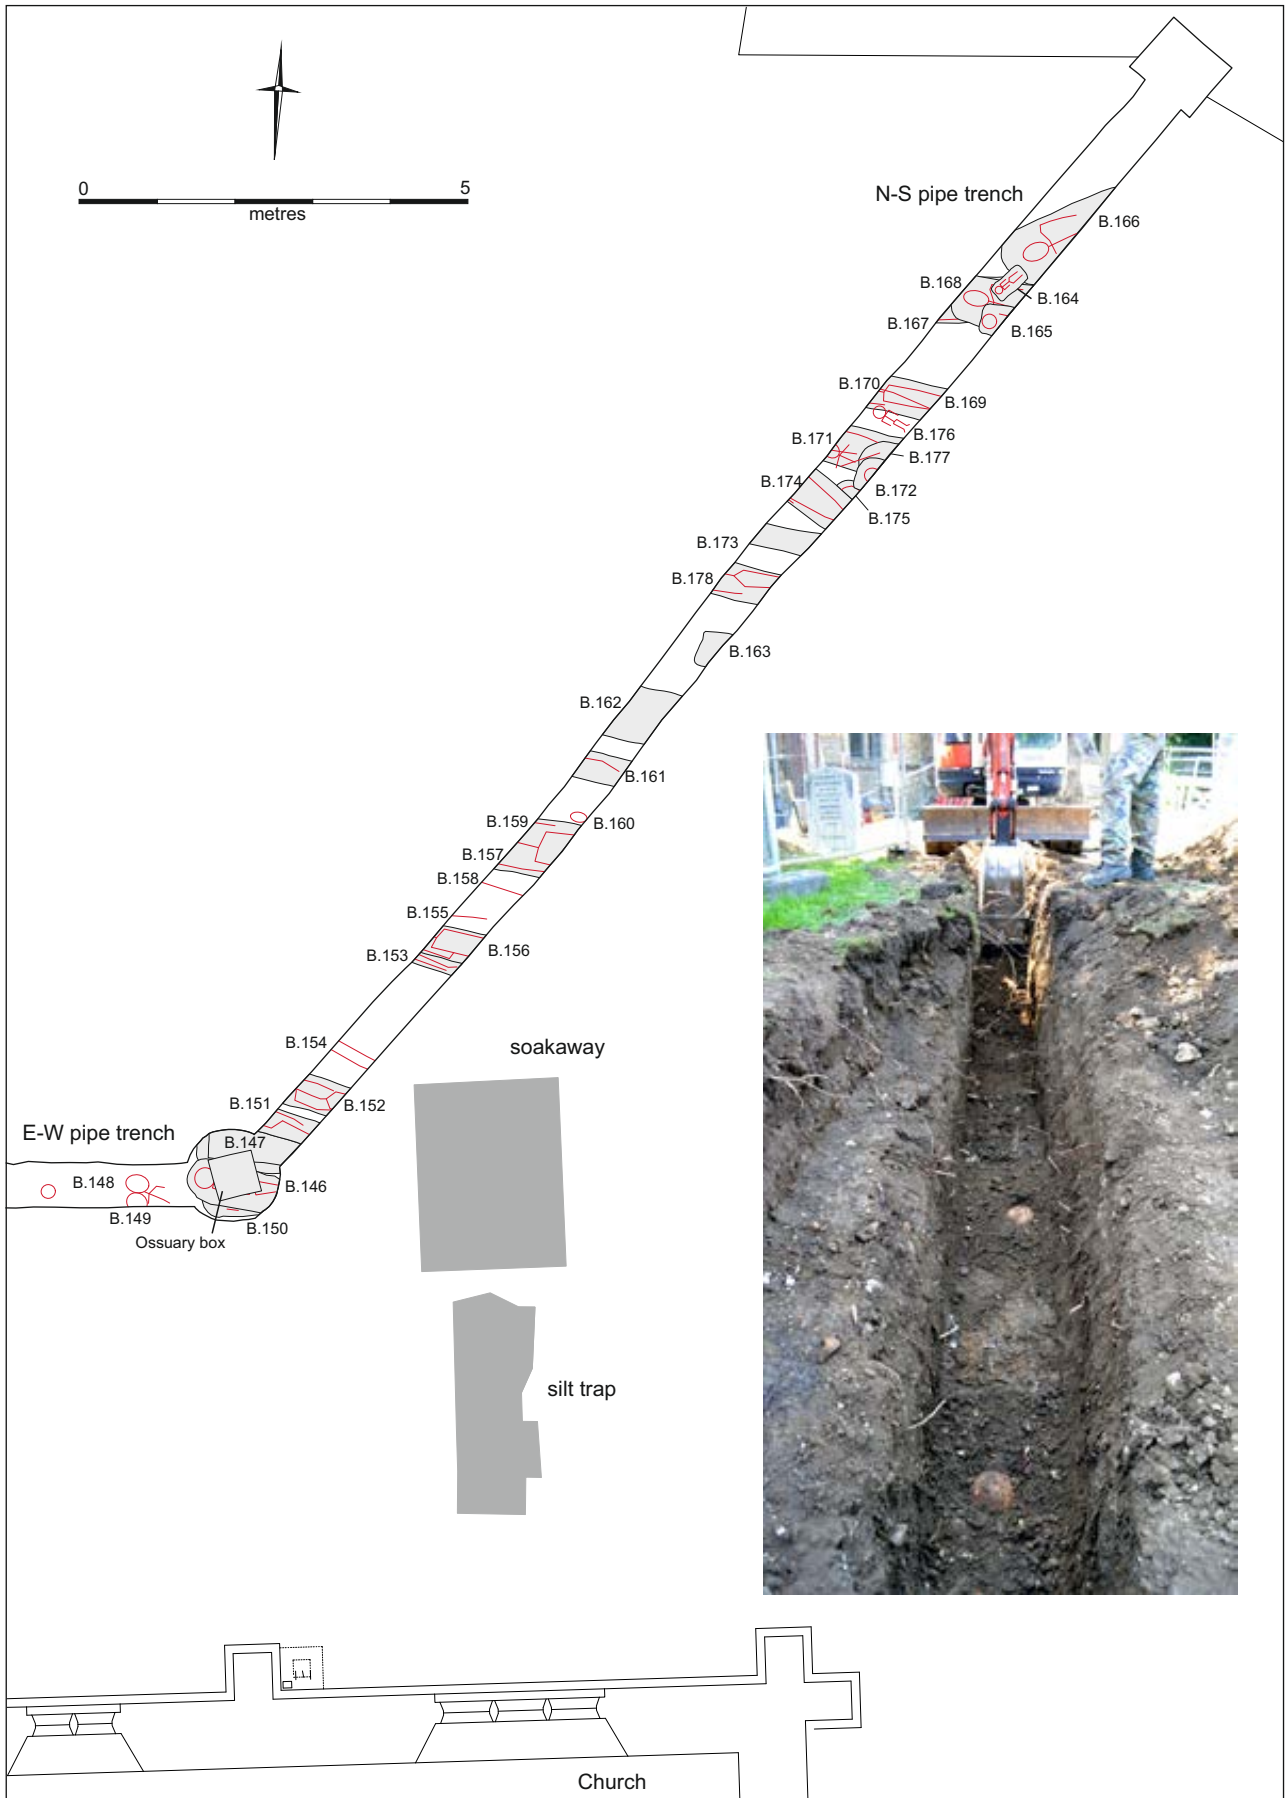 0 5
metres
N-S pipe trench
B.166
B.168
B.164
B.167
B.165
B.170
B.169
B.171
B.176
B.177
B.174
B.172
B.175
B.173
B.178
B.163
B.162
B.161
B.159
B.160
B.157
B.158
B.155
B.156
B.153
B.154
soakaway
B.151
B.152
E-W pipe trench
B.147
B.148
B.146
B.149
B.150
Ossuary box
silt trap
Church